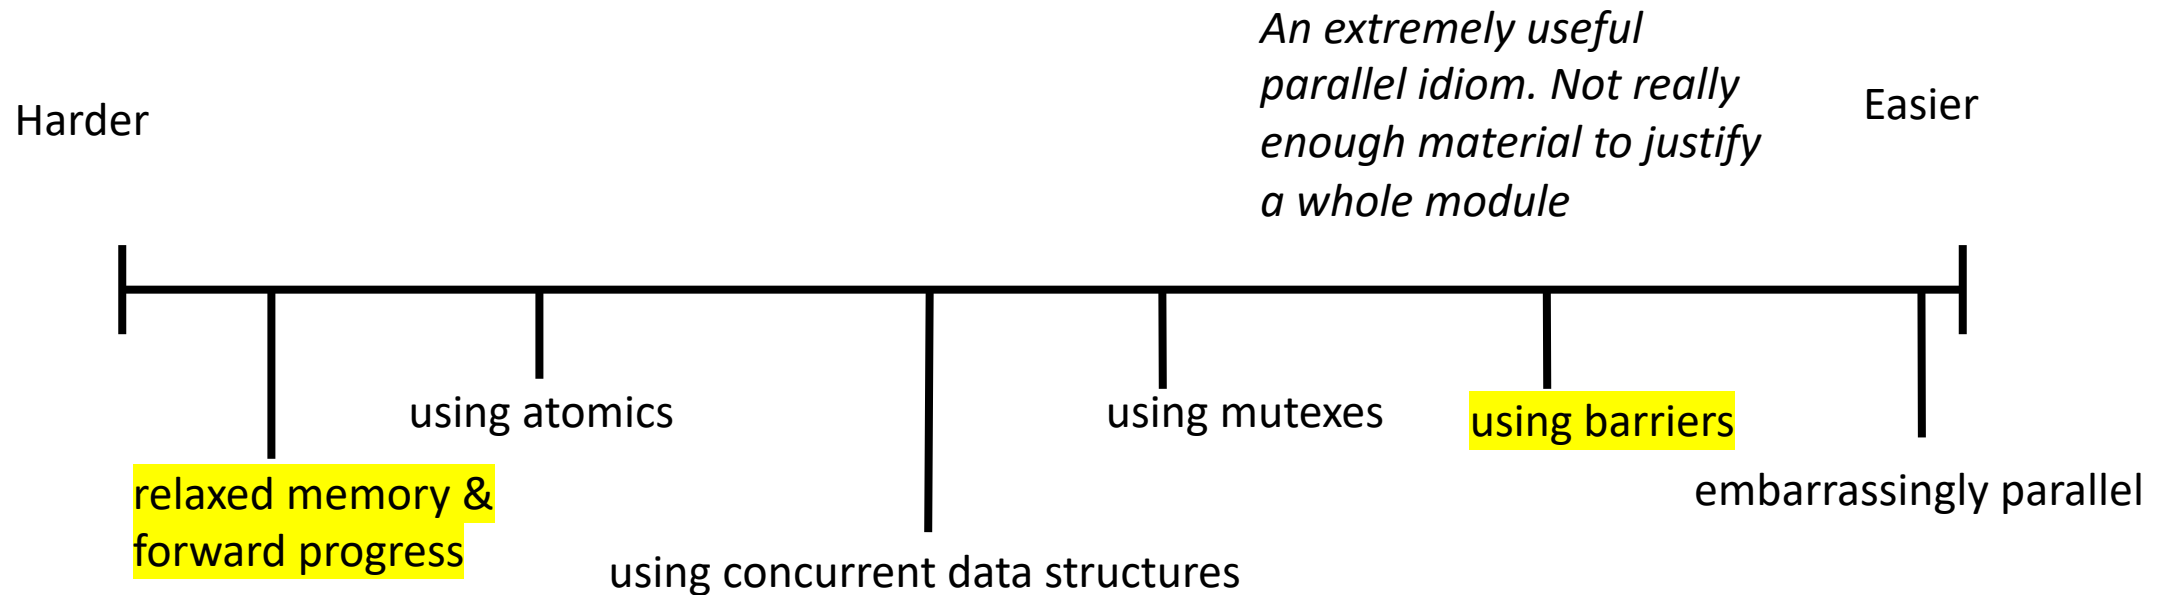 An extremely useful
parallel idiom. Not really
enough material to justify
a whole module
Harder
Easier
using atomics
using mutexes
using barriers
relaxed memory &
forward progress
embarrassingly parallel
using concurrent data structures